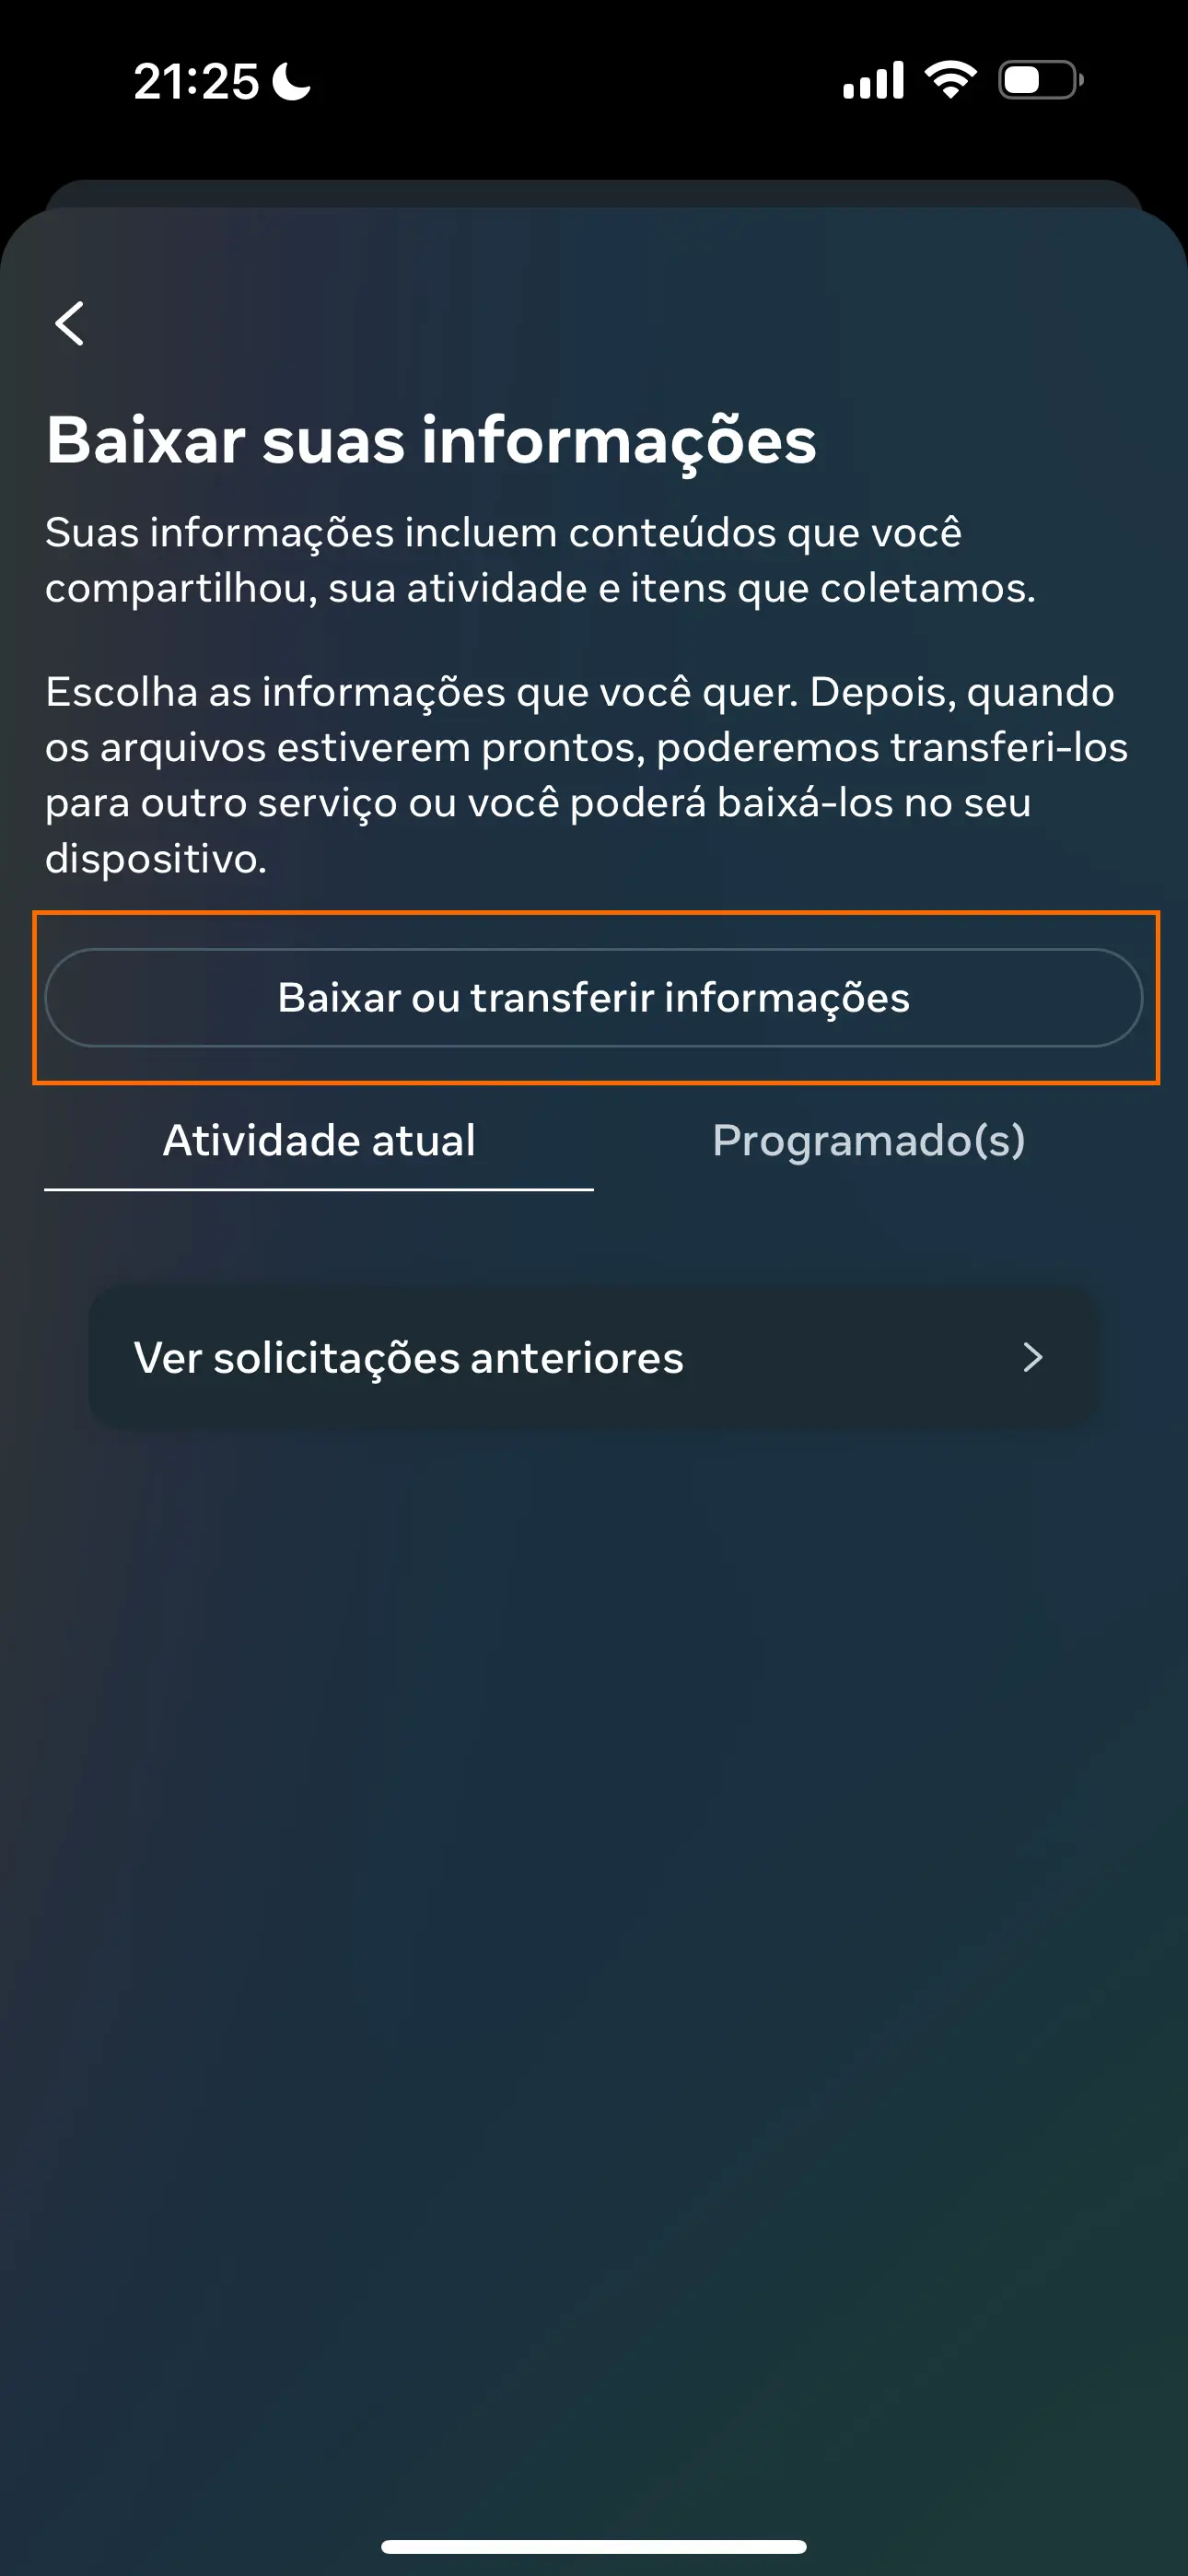 21:25
Baixar suas informações
Suas informações incluem conteúdos que você
compartilhou, sua atividade e itens que coletamos.
Escolha as informações que você quer. Depois, quando
os arquivos estiverem prontos, poderemos transferi-los
para outro serviço ou você poderá baixá-los no seu
dispositivo.
Baixar ou transferir informações
Atividade atual
Programado(s)
Ver solicitações anteriores